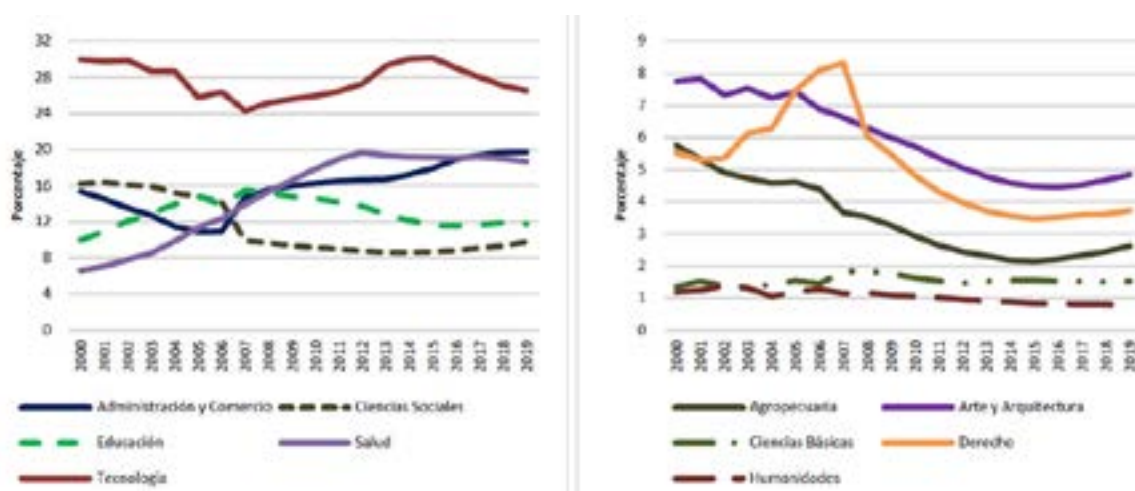 Porcentaje
32
28
24
20
16
12
8
4
0
2000 2001 2002 2003 2004 2005 2006 2007 2008 2009 2010 2011 2012 2013 2014 2015 2016 2017 2018 2019
Administración y Comercio Ciencias Sociales
Educación Salud
Tecnología
Porcentaje
9
8
7
6
5
4
3
2
1
0
2000 2001 2002 2003 2004 2005 2006 2007 2008 2009 2010 2011 2012 2013 2014 2015 2016 2017 2018 2019
Agropecuaria Arte y Arquitectura
Ciencias Básicas Derecho
Humanidades